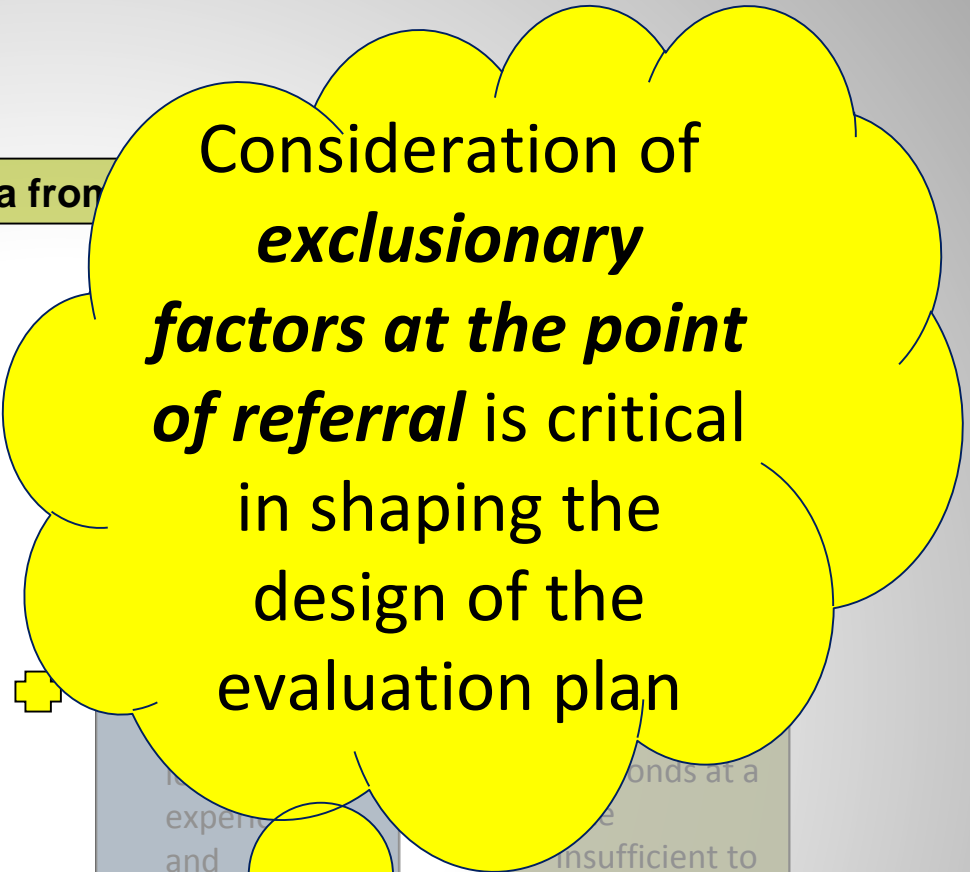 a from
Consideration of
exclusionary
factors at the point
of referral is critical
in shaping the
design of the
evaluation plan
onds at a
and
insufficient to